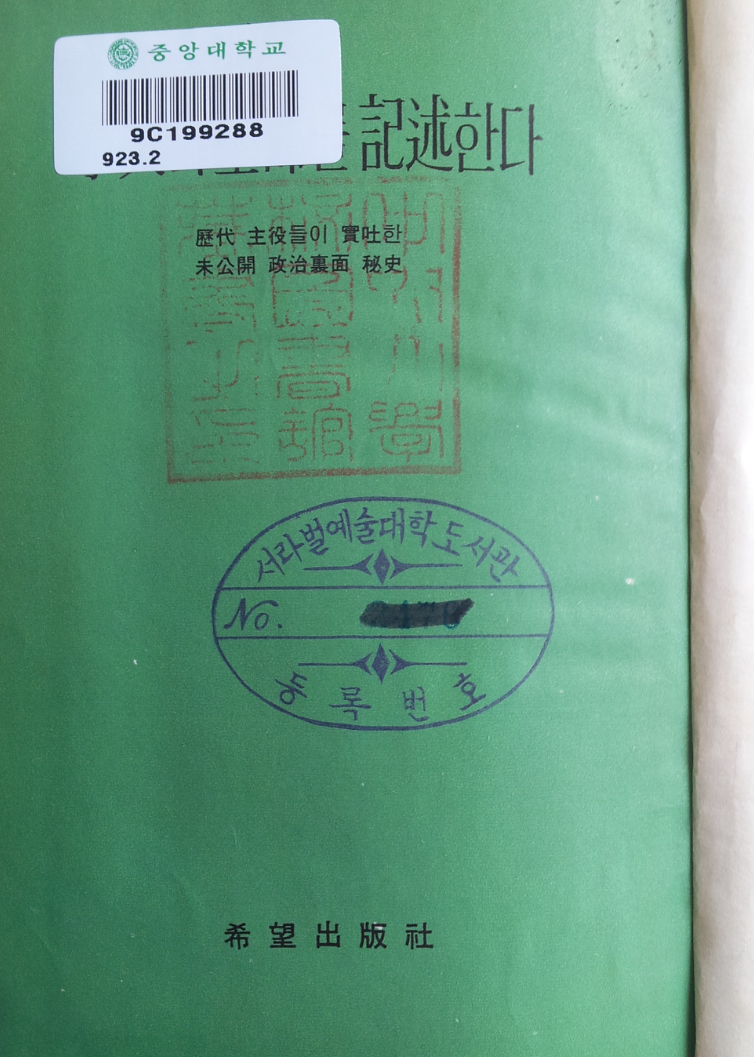 중앙대학교
9C199288
923.2
記述한다
歷代 主役들이 實吐한
未公開 政治裏面 秘史
서라벌예술대학도서관
No.
등록번호
希望出版社